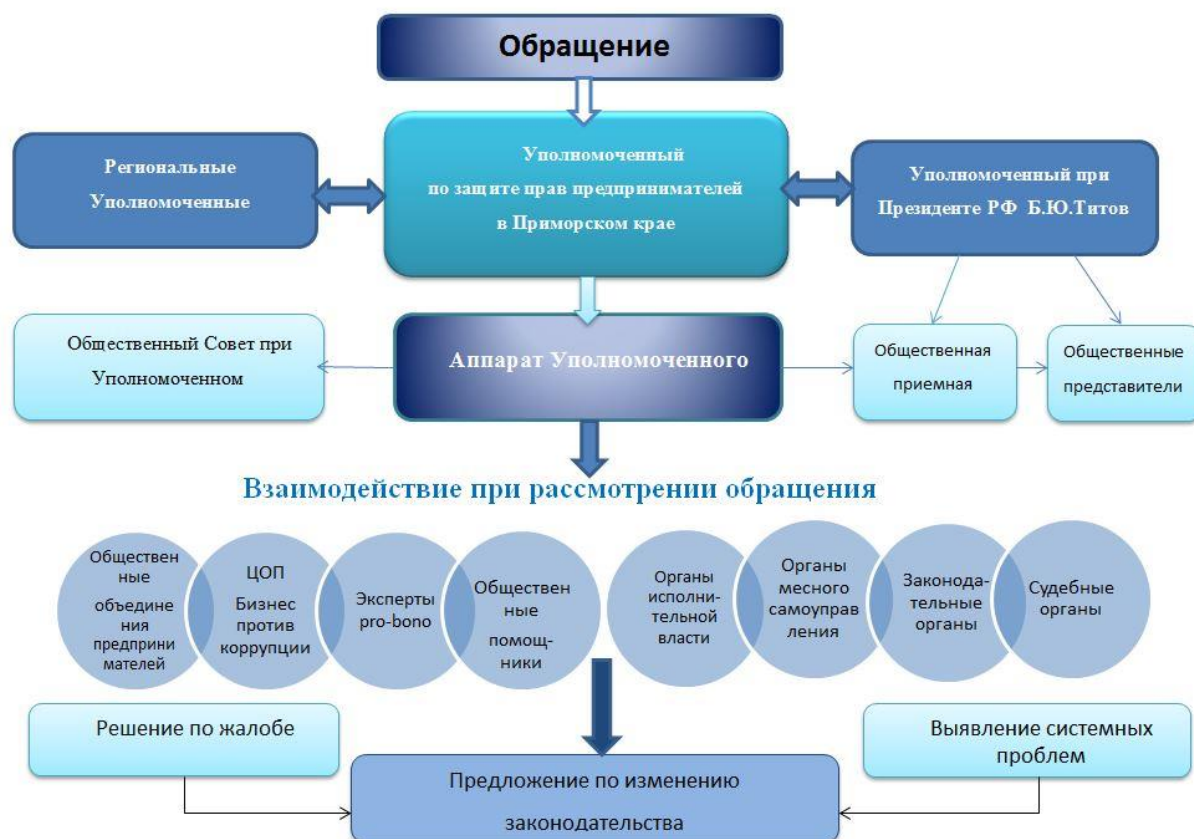 Обращение
Региональные
Уполномоченные
Уполномоченный
по защите прав предпринимателей
в Приморском крае
Уполномоченный при
Президенте РФ Б.Ю.Титов
Общественный Совет при
Уполномоченном
Аппарат Уполномоченного
Общественная
приемная
Общественные
представители
Взаимодействие при рассмотрении обращения
Обществен
ные
объедине
ния
предприни
мателей
ЦОП
Бизнес
против
коррупции
Эксперты
pro-bono
Обществен
ные
помощ-
ники
Органы
исполни-
тельной
власти
Органы
месного
самоуправ
ления
Законода-
тельные
органы
Судебные
органы
Решение по жалобе
Выявление системных
проблем
Предложение по изменению
законодательства